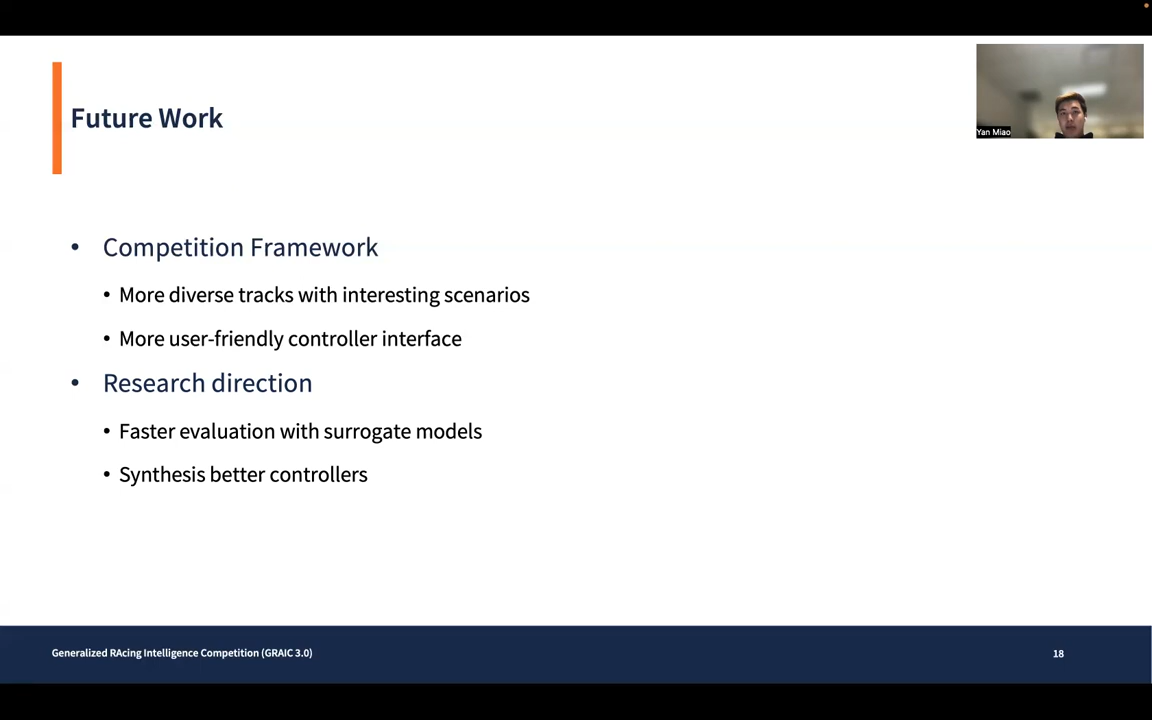 Future Work
Yan Miao
• Competition Framework
• More diverse tracks with interesting scenarios
• More user-friendly controller interface
• Research direction
• Faster evaluation with surrogate models
• Synthesis better controllers
Generalized RAcing Intelligence Competition (GRAIC 3.0)
18